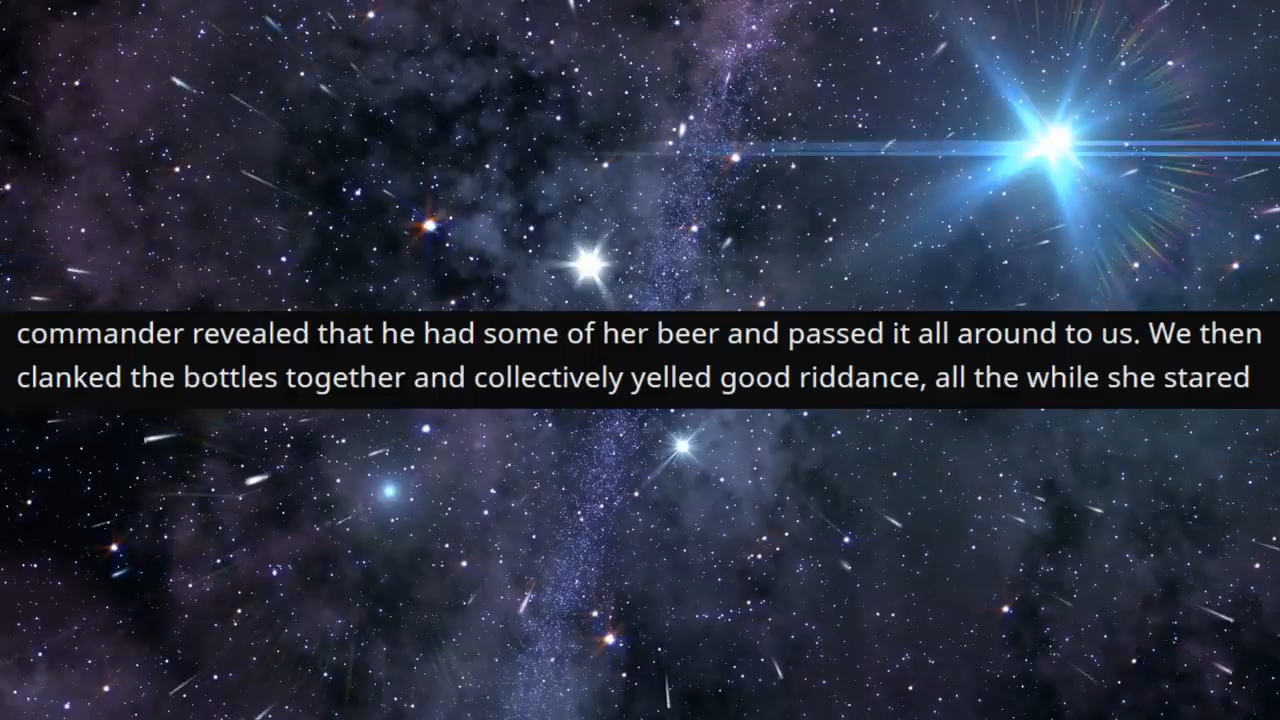 commander revealed that he had some of her beer and passed it all around to us. We then
clanked the bottles together and collectively yelled good riddance, all the while she stared